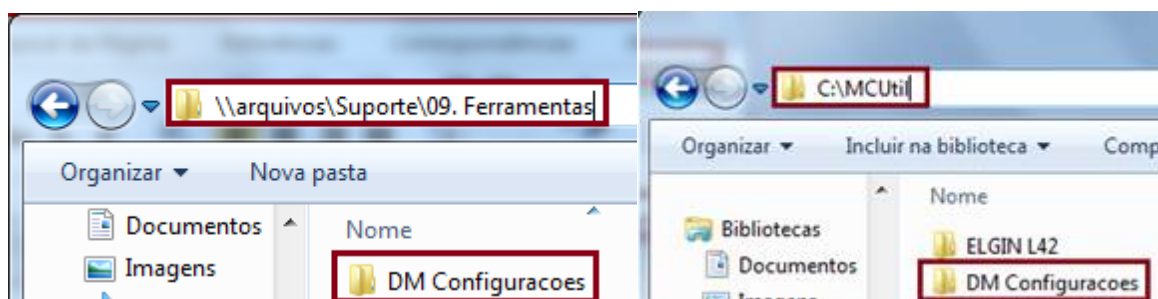 \\arquivos\Suporte\09. Ferramentas
Organizar Nova pasta
Documentos
Imagens
Nome
DM Configuracoes
C:\MCUtil
Organizar Incluir na biblioteca Comp
Bibliotecas
Documentos
Nome
ELGIN L42
DM Configuracoes